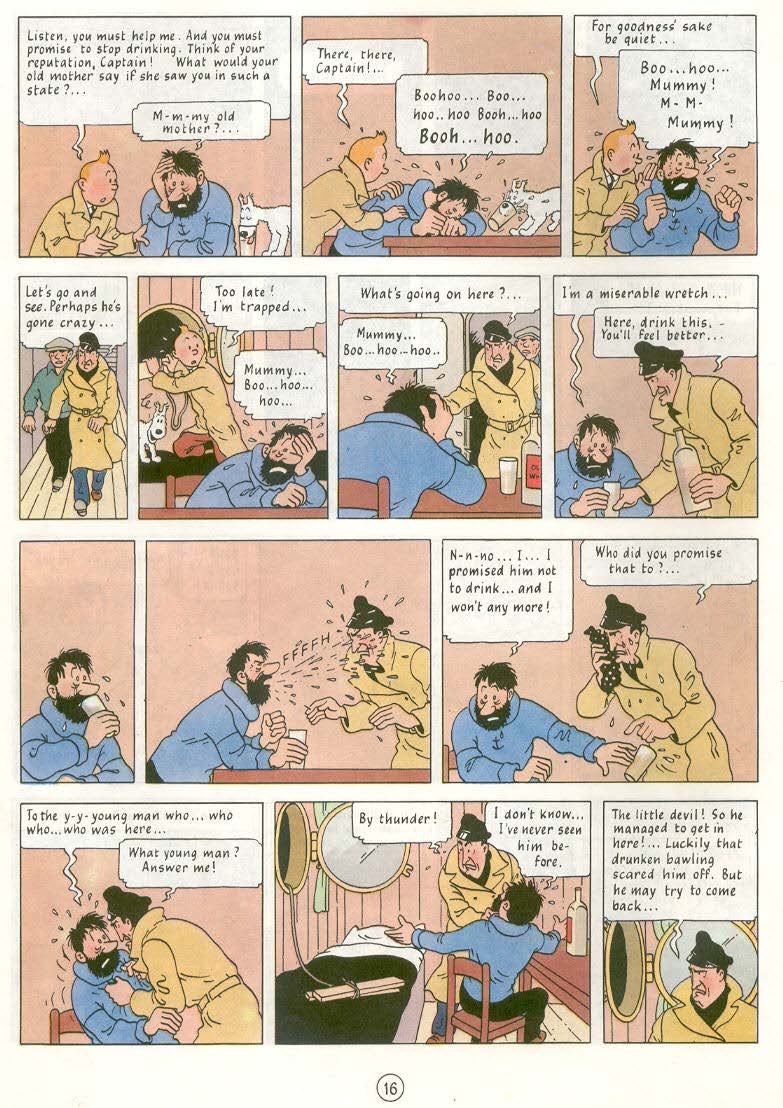 Listen, you must help me. And you must
promise to stop drinking. Think of your
reputation, Captain! What would your
old mother say if she saw you in such a
state?...
M-m-my old
mother?...
There, there,
Captain!...
Boohoo... Boo...
hoo..hoo Booh...hoo
Booh...hoo.
For goodness' sake
be quiet...
Boo...hoo...
Mummy!
M- M-
Mummy!
Let's go and
see. Perhaps he's
gone crazy...
Too late!
I'm trapped...
Mummy...
Boo...hoo...
hoo...
What's going on here?...
Mummy...
Boo...hoo...hoo..
I'm a miserable wretch...
Here, drink this, -
You'll feel better...
FFFFFH
N-n-no... I... I
promised him not
to drink...and I
won't any more!
Who did you promise
that to?...
To the y-y-young man who... who
who...who was here...
What young man?
Answer me!
By thunder!
I don't know...
I've never seen
him be-
fore.
The little devil! So he
managed to get in
here!... Luckily that
drunken bawling
scared him off. But
he may try to come
back...
16